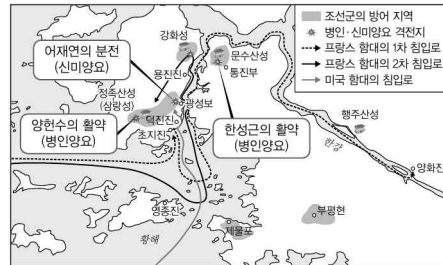 조선군의 방어 지역
병인·신미양요 격전지
프랑스 함대의 1차 침입로
프랑스 함대의 2차 침입로
미국 함대의 침입로
어재연의 분전
(신미양요)
강화성
문수산성
통진부
용진진
정족산성
(삼랑성)
광성보
덕진진
초지진
양헌수의 활약
(병인양요)
한성근의 활약
(병인양요)
행주산성
한강
양화진
영종진
부평현
제물포
황해